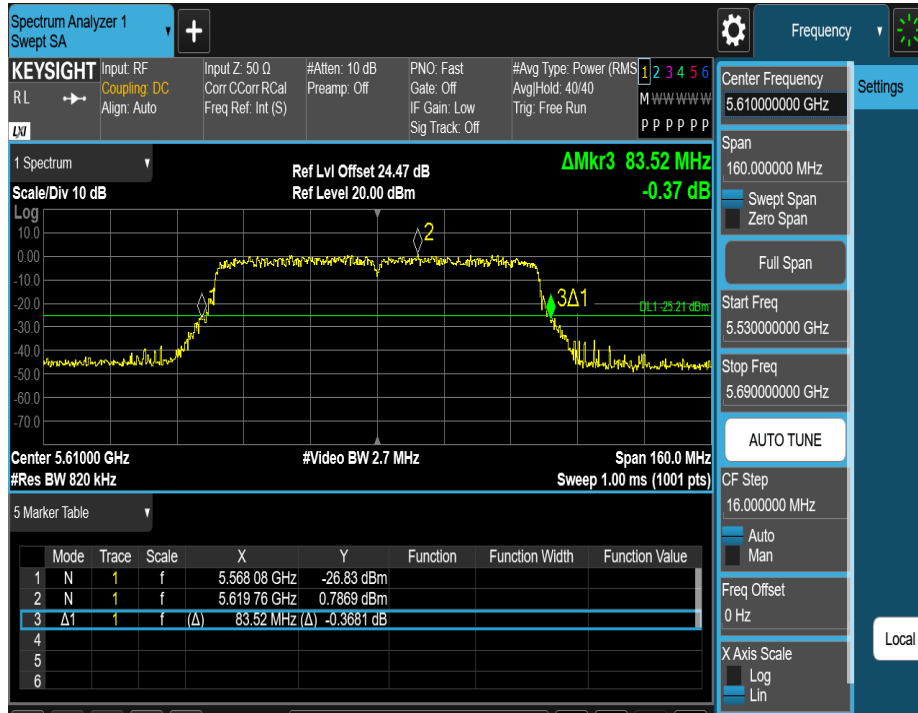 Spectrum Analyzer 1
Swept SA
+
Frequency
KEYSIGHT
R L
LXI
Input: RF
Coupling: DC
Align: Auto
Input Z: 50 Ω
Corr CCorr RCal
Freq Ref: Int (S)
#Atten: 10 dB
Preamp: Off
PNO: Fast
Gate: Off
IF Gain: Low
Sig Track: Off
#Avg Type: Power (RMS
Avg|Hold: 40/40
Trig: Free Run
1 2 3 4 5 6
M W W W W W
P P P P P P
1 Spectrum
Scale/Div 10 dB
Log
Ref Lvl Offset 24.47 dB
Ref Level 20.00 dBm
ΔMkr3 83.52 MHz
-0.37 dB
10.0
0.00
-10.0
-20.0
-30.0
-40.0
-50.0
-60.0
-70.0
1
2
3Δ1
DL1 -25.21 dBm
Center 5.61000 GHz
#Res BW 820 kHz
#Video BW 2.7 MHz
Span 160.0 MHz
Sweep 1.00 ms (1001 pts)
5 Marker Table
Mode Trace Scale X Y Function Function Width Function Value
1 N 1 f 5.568 08 GHz -26.83 dBm
2 N 1 f 5.619 76 GHz 0.7869 dBm
3 Δ1 1 f (Δ) 83.52 MHz (Δ) -0.3681 dB
4
5
6
Center Frequency
5.610000000 GHz
Span
160.000000 MHz
Swept Span
Zero Span
Full Span
Start Freq
5.530000000 GHz
Stop Freq
5.690000000 GHz
AUTO TUNE
CF Step
16.000000 MHz
Auto
Man
Freq Offset
0 Hz
X Axis Scale
Log
Lin
Settings
Local